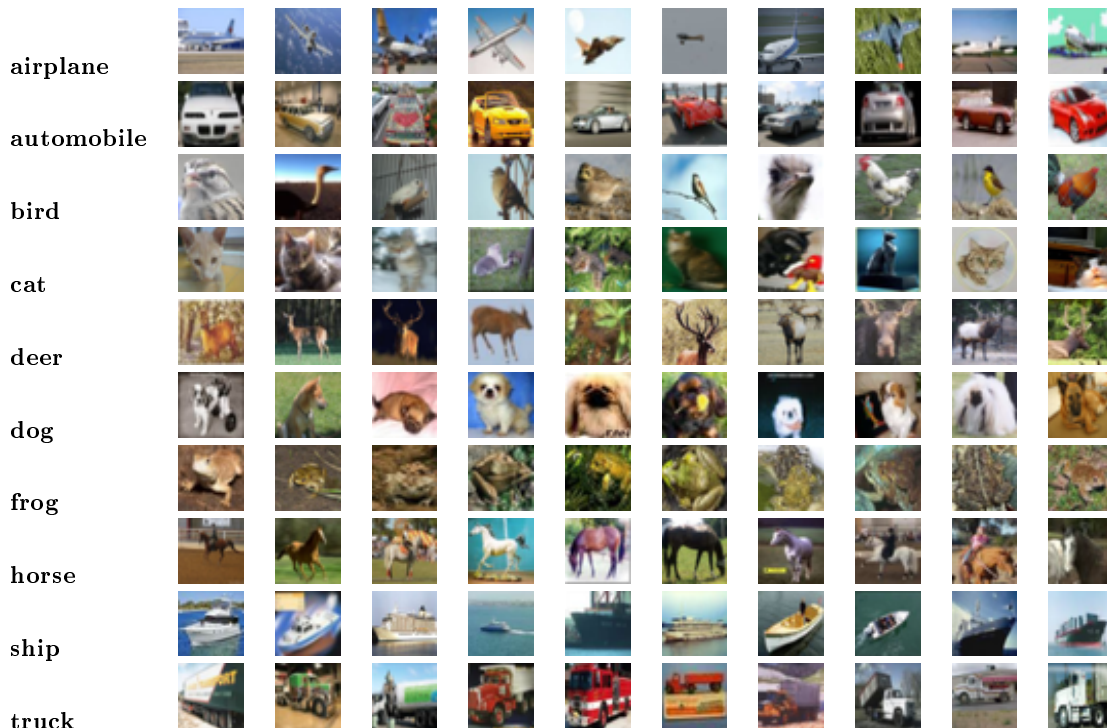 airplane
automobile
bird
cat
deer
dog
frog
horse
ship
truck